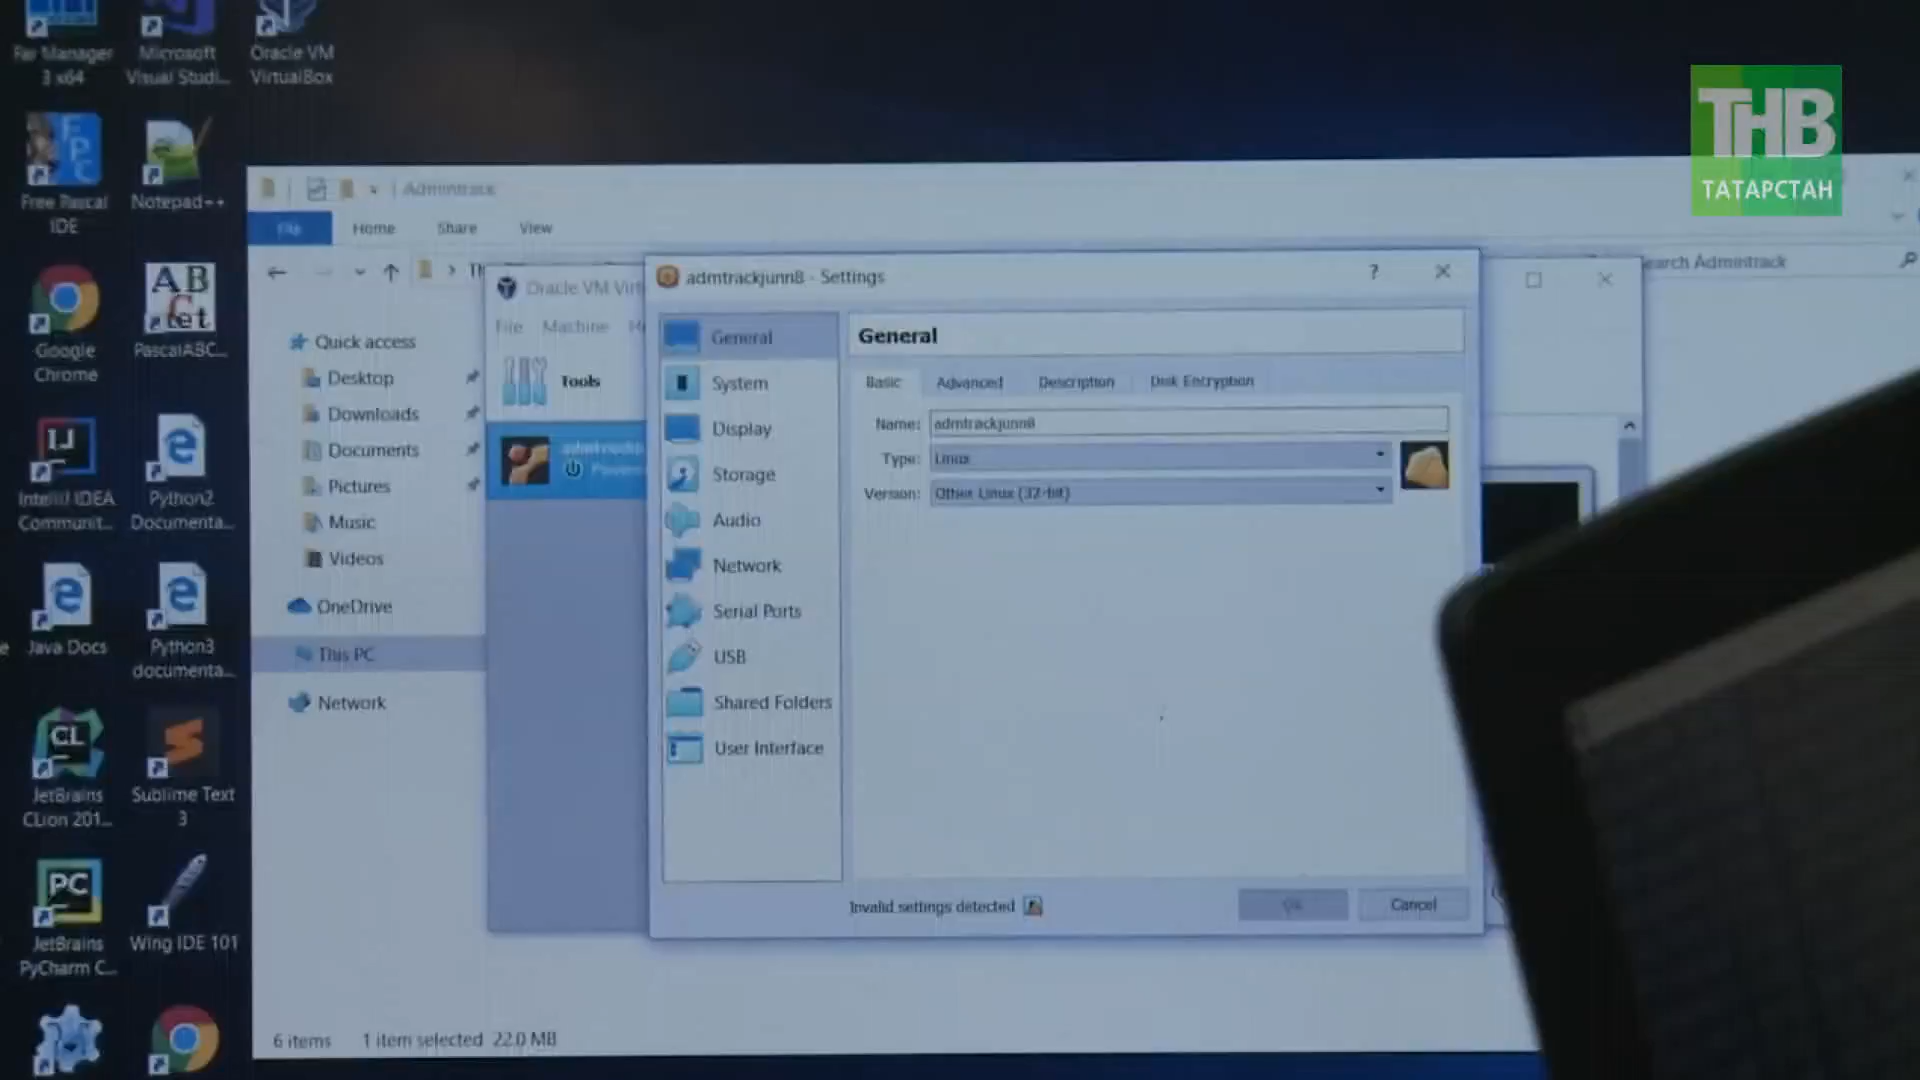 Far Manager
3 x64
Microsoft
Visual Studi...
Oracle VM
VirtualBox
THB
ТАТАРСТАН
Free Pascal
IDE
Notepad++
Google
Chrome
PascalABC...
IntelliJ IDEA
Communit...
Python2
Documenta...
Java Docs
Python3
documenta...
JetBrains
CLion 201...
Sublime Text
3
JetBrains
PyCharm C...
Wing IDE 101
Admintrack
File
Home
Share
View
Search Admintrack
Quick access
Desktop
Downloads
Documents
Pictures
Music
Videos
OneDrive
This PC
Network
6 items
1 item selected 22.0 MB
Oracle VM Virt
File
Machine
Tools
admtrackjunn8 - Settings
?
General
System
Display
Storage
Audio
Network
Serial Ports
USB
Shared Folders
User Interface
General
Basic
Advanced
Description
Disk Encryption
Name:
admtrackjunn8
Type:
Linux
Version:
Other Linux (32-bit)
Invalid settings detected
Cancel